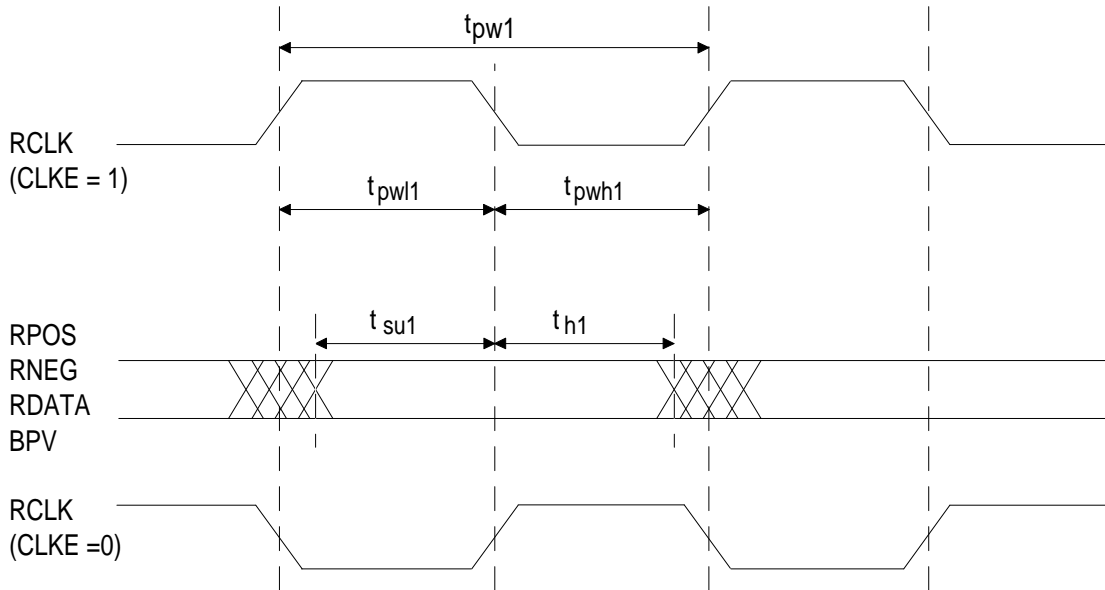 tpw1
RCLK
(CLKE = 1)
tpwl1 tpwh1
tsu1 th1
RPOS
RNEG
RDATA
BPV
RCLK
(CLKE =0)